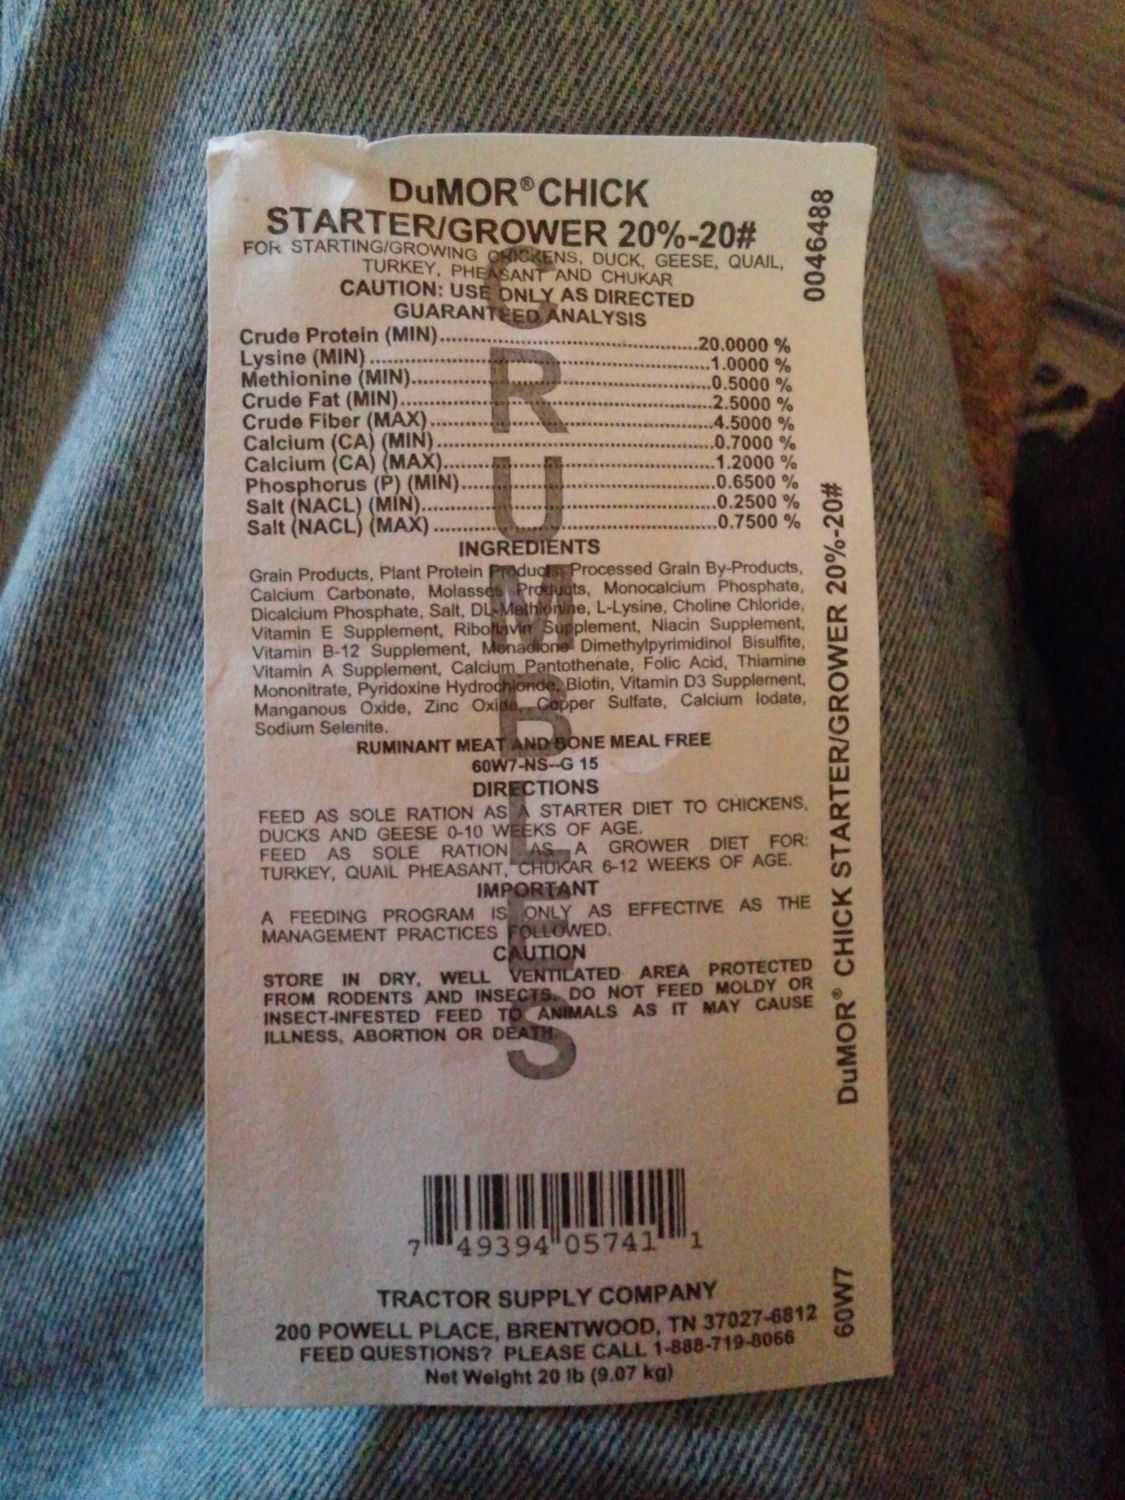 DuMOR® CHICK
STARTER/GROWER 20%-20#
FOR STARTING/GROWING CHICKENS, DUCK, GEESE, QUAIL,
TURKEY, PHEASANT AND CHUKAR
CAUTION: USE ONLY AS DIRECTED
GUARANTEED ANALYSIS
Crude Protein (MIN)..............................20.0000 %
Lysine (MIN)..............................1.0000 %
Methionine (MIN)..............................0.5000 %
Crude Fat (MIN)..............................2.5000 %
Crude Fiber (MAX)..............................4.5000 %
Calcium (CA) (MIN)..............................0.7000 %
Calcium (CA) (MAX)..............................1.2000 %
Phosphorus (P) (MIN)..............................0.6500 %
Salt (NACL) (MIN)..............................0.2500 %
Salt (NACL) (MAX)..............................0.7500 %
INGREDIENTS
Grain Products, Plant Protein Products, Processed Grain By-Products,
Calcium Carbonate, Molasses Products, Monocalcium Phosphate,
Dicalcium Phosphate, Salt, DL-Methionine, L-Lysine, Choline Chloride,
Vitamin E Supplement, Riboflavin Supplement, Niacin Supplement,
Vitamin B-12 Supplement, Menadione Dimethylpyrimidinol Bisulfite,
Vitamin A Supplement, Calcium Pantothenate, Folic Acid, Thiamine
Mononitrate, Pyridoxine Hydrochloride, Biotin, Vitamin D3 Supplement,
Manganous Oxide, Zinc Oxide, Copper Sulfate, Calcium Iodate,
Sodium Selenite.
RUMINANT MEAT AND BONE MEAL FREE
60W7-NS--G 15
DIRECTIONS
FEED AS SOLE RATION AS A STARTER DIET TO CHICKENS,
DUCKS AND GEESE 0-10 WEEKS OF AGE.
FEED AS SOLE RATION AS A GROWER DIET FOR:
TURKEY, QUAIL PHEASANT, CHUKAR 6-12 WEEKS OF AGE.
IMPORTANT
A FEEDING PROGRAM IS ONLY AS EFFECTIVE AS THE
MANAGEMENT PRACTICES FOLLOWED.
CAUTION
STORE IN DRY, WELL VENTILATED AREA PROTECTED
FROM RODENTS AND INSECTS. DO NOT FEED MOLDY OR
INSECT-INFESTED FEED TO ANIMALS AS IT MAY CAUSE
ILLNESS, ABORTION OR DEATH.
CRUMBLES
7 49394 05741 1
TRACTOR SUPPLY COMPANY
200 POWELL PLACE, BRENTWOOD, TN 37027-6812
FEED QUESTIONS? PLEASE CALL 1-888-719-8066
Net Weight 20 lb (9.07 kg)
0046488
DuMOR® CHICK STARTER/GROWER 20%-20#
60W7